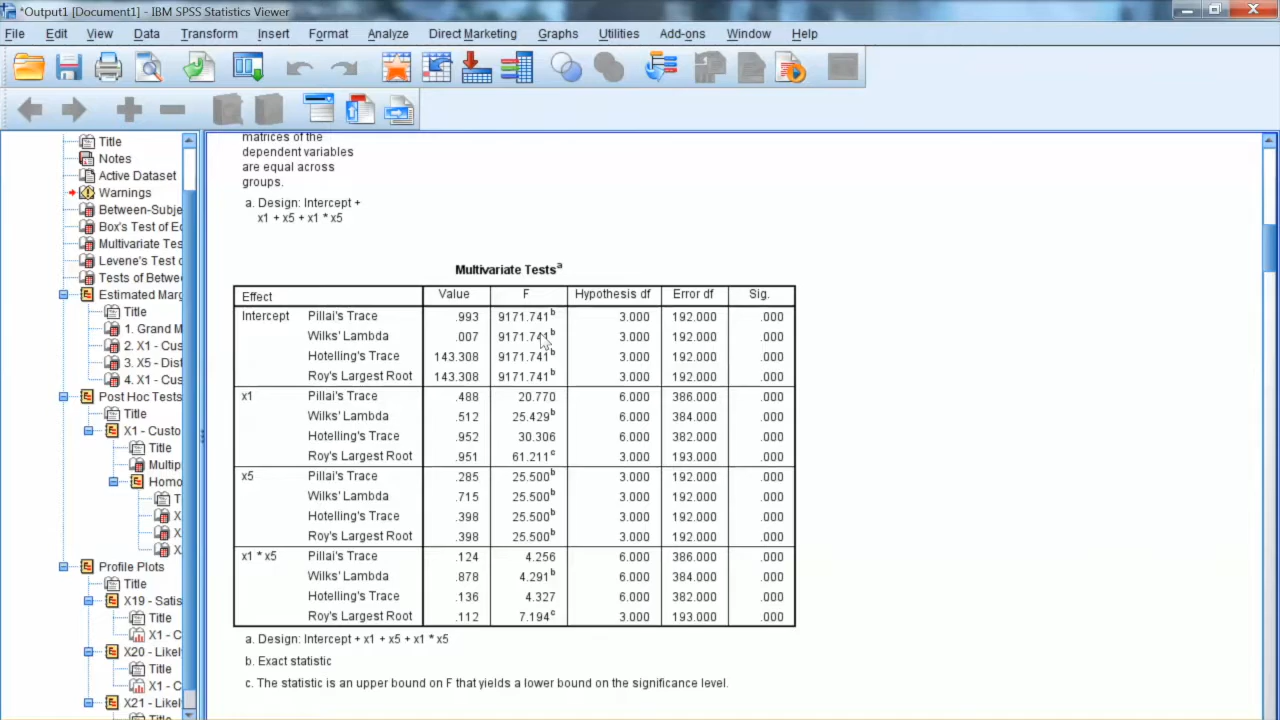 *Output1 [Document1] - IBM SPSS Statistics Viewer
File Edit View Data Transform Insert Format Analyze Direct Marketing Graphs Utilities Add-ons Window Help
Title
Notes
Active Dataset
Warnings
Between-Subje
Box's Test of Ec
Multivariate Tes
Levene's Test o
Tests of Betwe
Estimated Marg
Title
1. Grand M
2. X1 - Cus
3. X5 - Dist
4. X1 - Cus
Post Hoc Tests
Title
X1 - Custo
Title
Multip
Homo
T
X
X
X
Profile Plots
Title
X19 - Satis
Title
X1 - C
X20 - Likel
Title
X1 - C
X21 - Likel
Title
matrices of the
dependent variables
are equal across
groups.
a. Design: Intercept +
x1 + x5 + x1 * x5
Multivariate Tests^a
Effect Value F Hypothesis df Error df Sig.
Intercept Pillai's Trace .993 9171.741^b 3.000 192.000 .000
Wilks' Lambda .007 9171.741^b 3.000 192.000 .000
Hotelling's Trace 143.308 9171.741^b 3.000 192.000 .000
Roy's Largest Root 143.308 9171.741^b 3.000 192.000 .000
x1 Pillai's Trace .488 20.770 6.000 386.000 .000
Wilks' Lambda .512 25.429^b 6.000 384.000 .000
Hotelling's Trace .952 30.306 6.000 382.000 .000
Roy's Largest Root .951 61.211^c 3.000 193.000 .000
x5 Pillai's Trace .285 25.500^b 3.000 192.000 .000
Wilks' Lambda .715 25.500^b 3.000 192.000 .000
Hotelling's Trace .398 25.500^b 3.000 192.000 .000
Roy's Largest Root .398 25.500^b 3.000 192.000 .000
x1 * x5 Pillai's Trace .124 4.256 6.000 386.000 .000
Wilks' Lambda .878 4.291^b 6.000 384.000 .000
Hotelling's Trace .136 4.327 6.000 382.000 .000
Roy's Largest Root .112 7.194^c 3.000 193.000 .000
a. Design: Intercept + x1 + x5 + x1 * x5
b. Exact statistic
c. The statistic is an upper bound on F that yields a lower bound on the significance level.